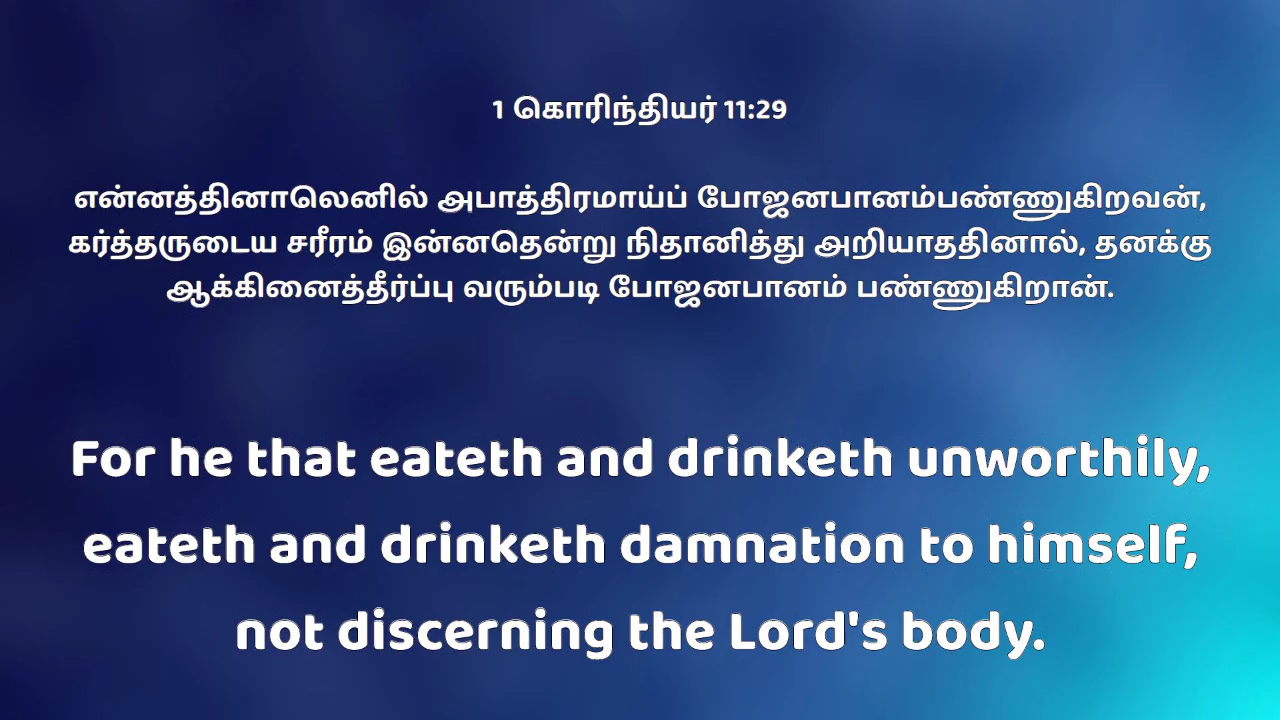 1 கொரிந்தியர் 11:29
என்னத்தினாலெனில் அபாத்திரமாய்ப் போஜனபானம்பண்ணுகிறவன்,
கர்த்தருடைய சரீரம் இன்னதென்று நிதானித்து அறியாததினால், தனக்கு
ஆக்கினைத்தீர்ப்பு வரும்படி போஜனபானம் பண்ணுகிறான்.
For he that eateth and drinketh unworthily,
eateth and drinketh damnation to himself,
not discerning the Lord's body.